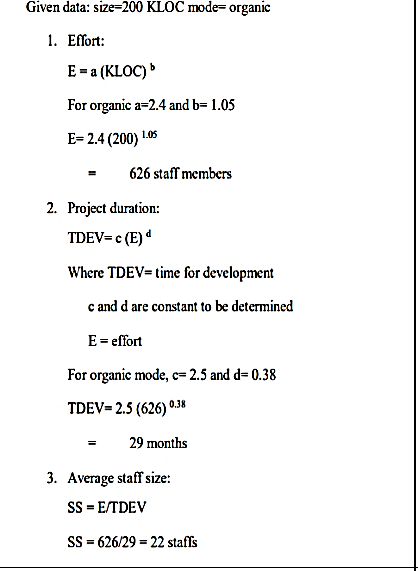 Given data: size=200 KLOC mode= organic
1. Effort:
E = a (KLOC) ᵇ
For organic a=2.4 and b= 1.05
E= 2.4 (200) ¹·⁰⁵
= 626 staff members
2. Project duration:
TDEV= c (E) ᵈ
Where TDEV= time for development
c and d are constant to be determined
E = effort
For organic mode, c= 2.5 and d= 0.38
TDEV= 2.5 (626) ⁰·³⁸
= 29 months
3. Average staff size:
SS = E/TDEV
SS = 626/29 = 22 staffs